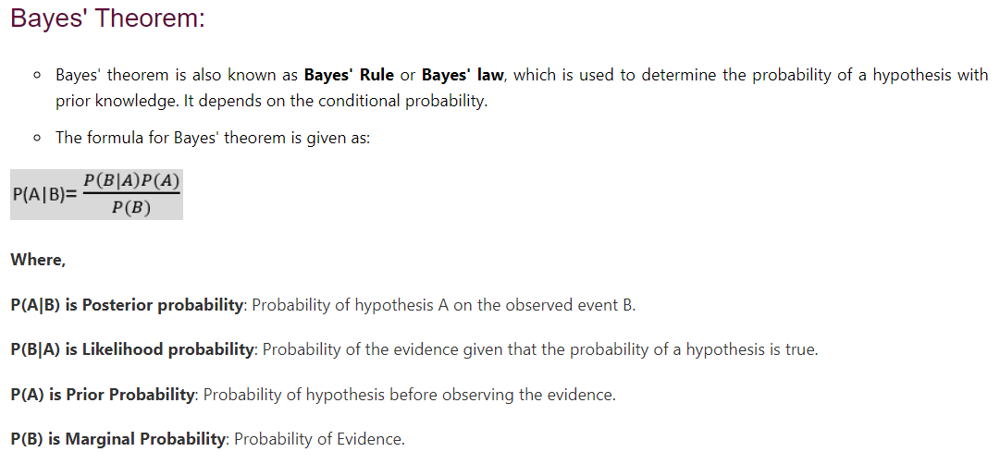 Bayes' Theorem:
Bayes' theorem is also known as Bayes' Rule or Bayes' law, which is used to determine the probability of a hypothesis with
prior knowledge. It depends on the conditional probability.
The formula for Bayes' theorem is given as:
P(A|B)= P(B|A)P(A)
P(B)
Where,
P(A|B) is Posterior probability: Probability of hypothesis A on the observed event B.
P(B|A) is Likelihood probability: Probability of the evidence given that the probability of a hypothesis is true.
P(A) is Prior Probability: Probability of hypothesis before observing the evidence.
P(B) is Marginal Probability: Probability of Evidence.